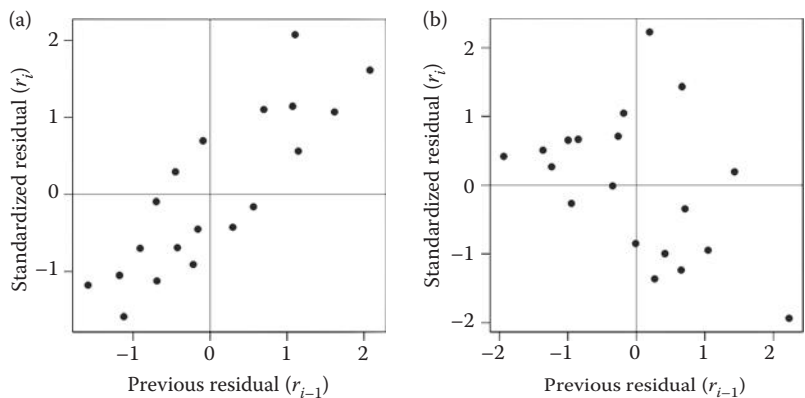 (a)
Standardized residual (rᵢ)
2
1
0
−1
−1 0 1 2
Previous residual (rᵢ₋₁)
(b)
Standardized residual (rᵢ)
2
1
0
−1
−2
−2 −1 0 1 2
Previous residual (rᵢ₋₁)